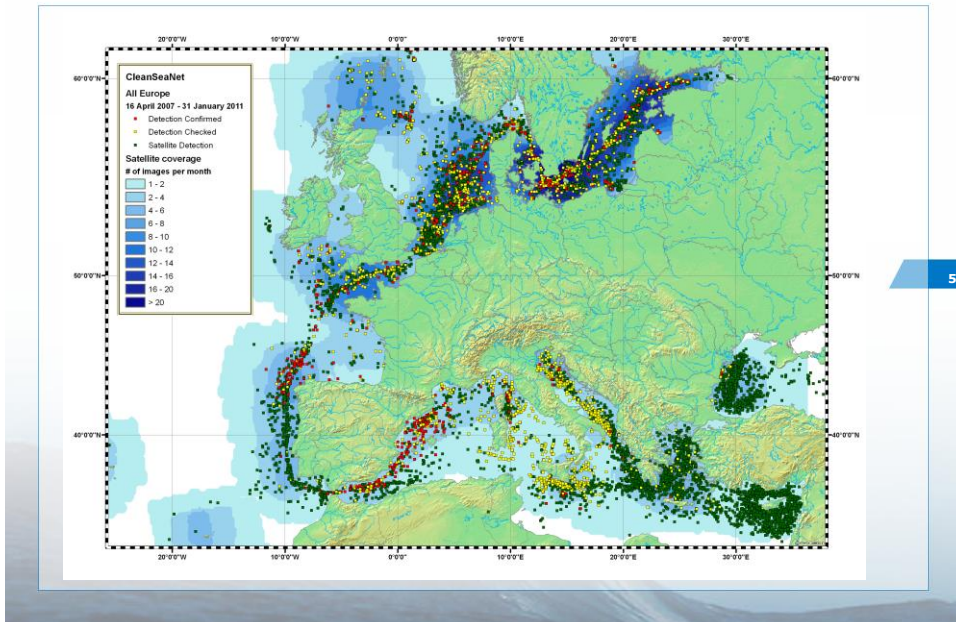 20°0'0"W 10°0'0"W 0°0'0" 10°0'0"E 20°0'0"E 30°0'0"E
60°0'0"N 60°0'0"N
CleanSeaNet
All Europe
16 April 2007 - 31 January 2011
Detection Confirmed
Detection Checked
Satellite Detection
Satellite coverage
# of images per month
1 - 2
2 - 4
4 - 6
6 - 8
8 - 10
10 - 12
12 - 14
14 - 16
16 - 20
> 20
50°0'0"N 50°0'0"N
5
40°0'0"N 40°0'0"N
20°0'0"W 10°0'0"W 0°0'0" 10°0'0"E 20°0'0"E 30°0'0"E